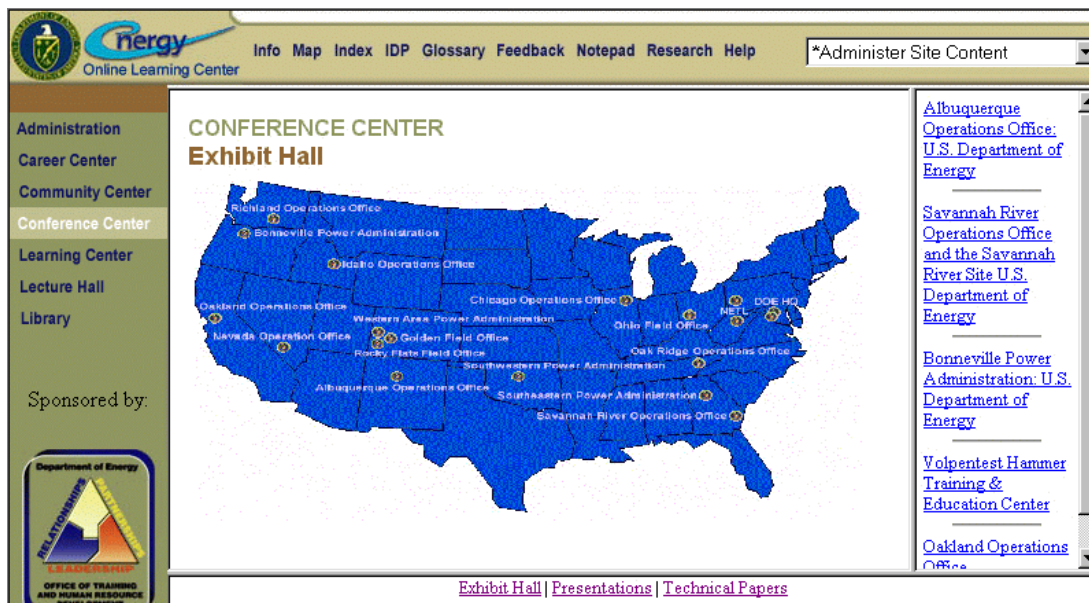 energy
Online Learning Center
Info Map Index IDP Glossary Feedback Notepad Research Help
*Administer Site Content
Administration
Career Center
Community Center
Conference Center
Learning Center
Lecture Hall
Library
Sponsored by:
Department of Energy
RELATIONSHIPS
PARTNERSHIPS
LEADERSHIP
OFFICE OF TRAINING
AND HUMAN RESOURCE
DEVELOPMENT
CONFERENCE CENTER
Exhibit Hall
Richland Operations Office
Bonneville Power Administration
Idaho Operations Office
Oakland Operations Office
Chicago Operations Office
DOE HQ
NETL
Western Area Power Administration
Ohio Field Office
Nevada Operation Office
Golden Field Office
Rocky Flats Field Office
Oak Ridge Operations Office
Southwestern Power Administration
Albuquerque Operations Office
Southeastern Power Administration
Savannah River Operations Office
Albuquerque
Operations Office:
U.S. Department of
Energy
Savannah River
Operations Office
and the Savannah
River Site U.S.
Department of
Energy
Bonneville Power
Administration: U.S.
Department of
Energy
Volpentest Hammer
Training &
Education Center
Oakland Operations
Office
Exhibit Hall | Presentations | Technical Papers